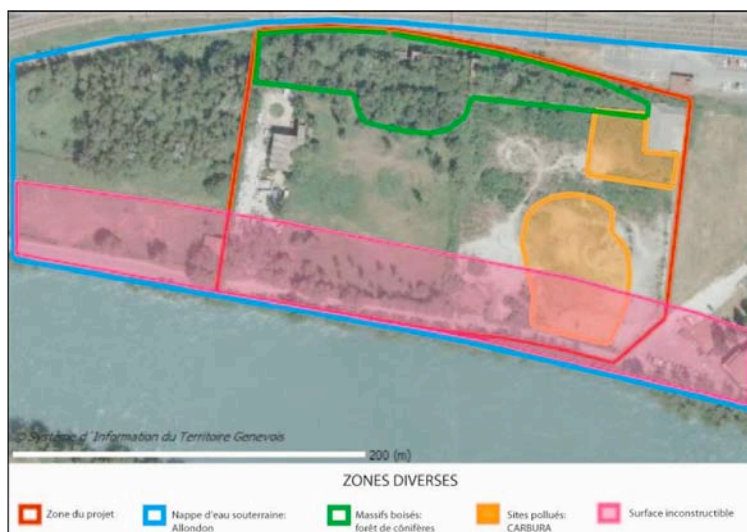 © Système d'Information du Territoire Genevois
200 (m)
ZONES DIVERSES
Zone du projet
Nappe d'eau souterraine:
Allondon
Massifs boisés:
forêt de cônifères
Sites pollués:
CARBURA
Surface inconstructible